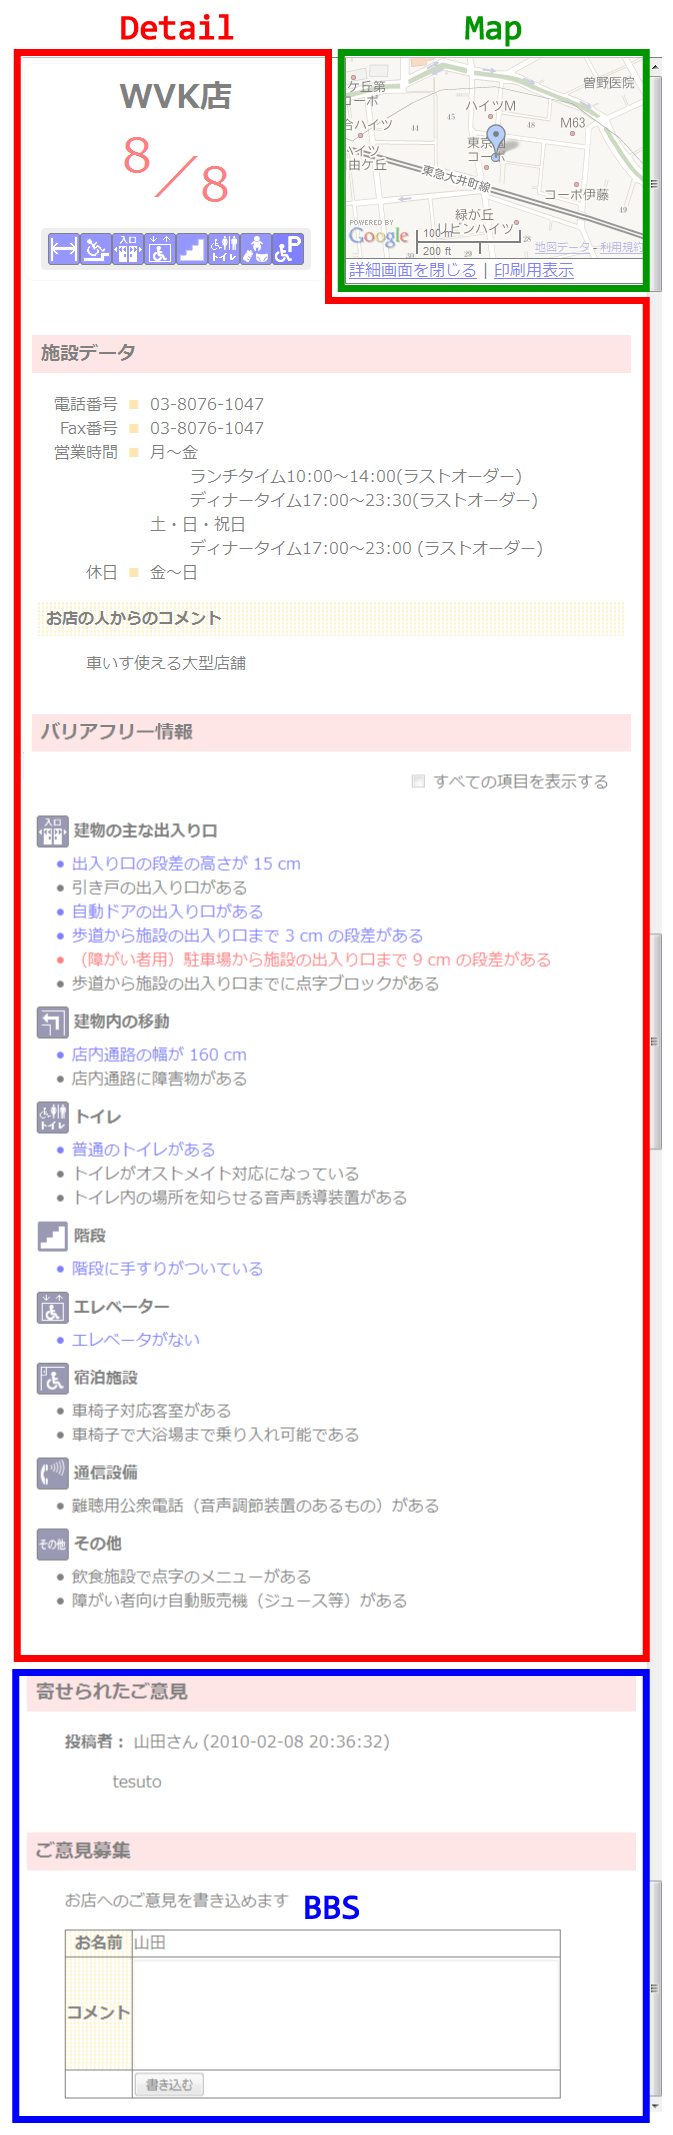 Detail
Map
WVK店
8/8
入口
トイレ
P
ケ丘第
コーポ
曽野医院
ハイツM
合ハイツ
44
45
48
M63
ハイツ
由ケ丘
東京
コーポ
東急大井町線
コーポ伊藤
49
緑が丘
リビンハイツ
28
30
29
POWERED BY
Google
100 m
200 ft
地図データ - 利用規約
詳細画面を閉じる | 印刷用表示
施設データ
電話番号 ■ 03-8076-1047
Fax番号 ■ 03-8076-1047
営業時間 ■ 月～金
ランチタイム10:00～14:00(ラストオーダー)
ディナータイム17:00～23:30(ラストオーダー)
土・日・祝日
ディナータイム17:00～23:00 (ラストオーダー)
休日 ■ 金～日
お店の人からのコメント
車いす使える大型店舗
バリアフリー情報
すべての項目を表示する
入口 建物の主な出入り口
• 出入り口の段差の高さが 15 cm
• 引き戸の出入り口がある
• 自動ドアの出入り口がある
• 歩道から施設の出入り口まで 3 cm の段差がある
• （障がい者用）駐車場から施設の出入り口まで 9 cm の段差がある
• 歩道から施設の出入り口までに点字ブロックがある
建物内の移動
• 店内通路の幅が 160 cm
• 店内通路に障害物がある
トイレ トイレ
• 普通のトイレがある
• トイレがオストメイト対応になっている
• トイレ内の場所を知らせる音声誘導装置がある
階段
• 階段に手すりがついている
エレベーター
• エレベータがない
宿泊施設
• 車椅子対応客室がある
• 車椅子で大浴場まで乗り入れ可能である
通信設備
• 難聴用公衆電話（音声調節装置のあるもの）がある
その他 その他
• 飲食施設で点字のメニューがある
• 障がい者向け自動販売機（ジュース等）がある
寄せられたご意見
投稿者： 山田さん (2010-02-08 20:36:32)
tesuto
ご意見募集
お店へのご意見を書き込めます
BBS
お名前 山田
コメント
書き込む